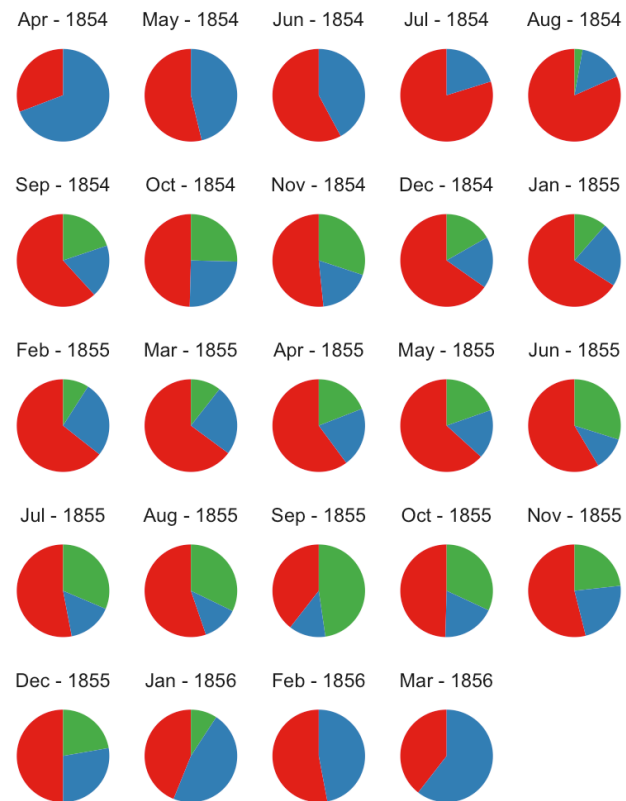 Apr - 1854 May - 1854 Jun - 1854 Jul - 1854 Aug - 1854
Sep - 1854 Oct - 1854 Nov - 1854 Dec - 1854 Jan - 1855
Feb - 1855 Mar - 1855 Apr - 1855 May - 1855 Jun - 1855
Jul - 1855 Aug - 1855 Sep - 1855 Oct - 1855 Nov - 1855
Dec - 1855 Jan - 1856 Feb - 1856 Mar - 1856